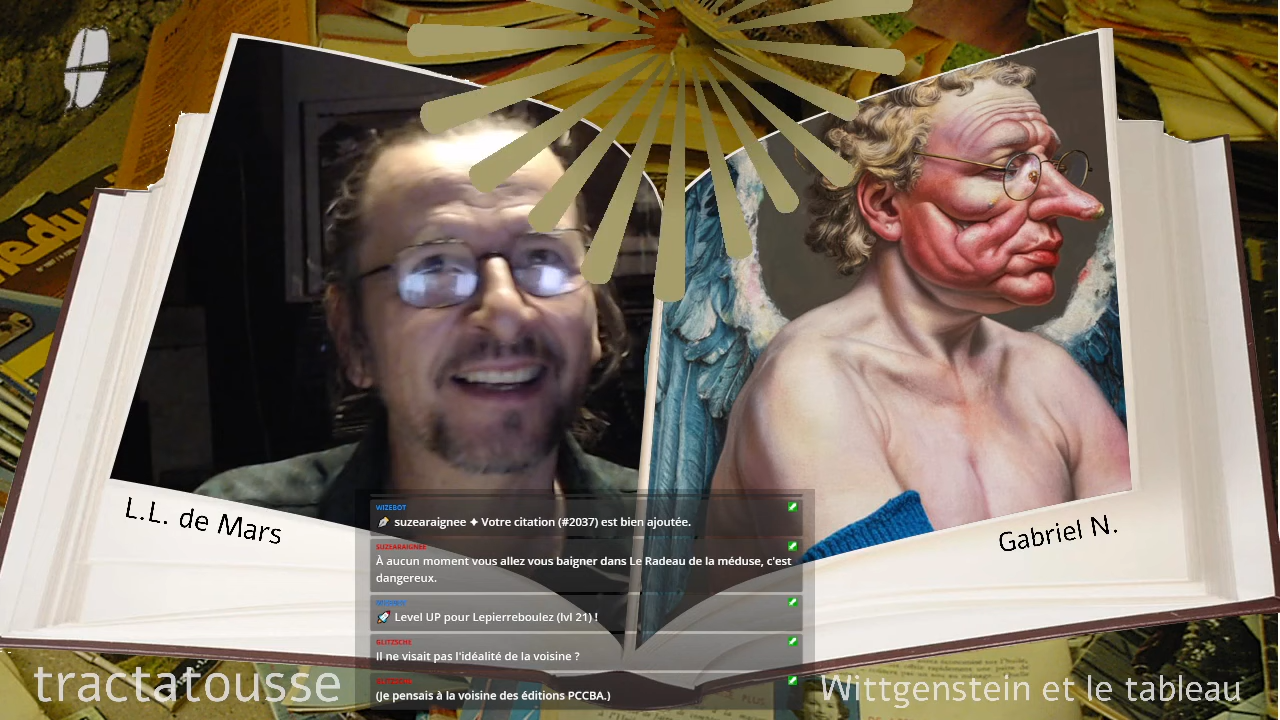 L.L. de Mars
Gabriel N.
WIZEBOT
suzearaignee ✦ Votre citation (#2037) est bien ajoutée.
SUZEARAIGNEE
À aucun moment vous allez vous baigner dans Le Radeau de la méduse, c'est
dangereux.
Level UP pour Lepierreboulez (lvl 21) !
GLITZSCHE
Il ne visait pas l'idéalité de la voisine ?
(Je pensais à la voisine des éditions PCCBA.)
tractatousse
Wittgenstein et le tableau